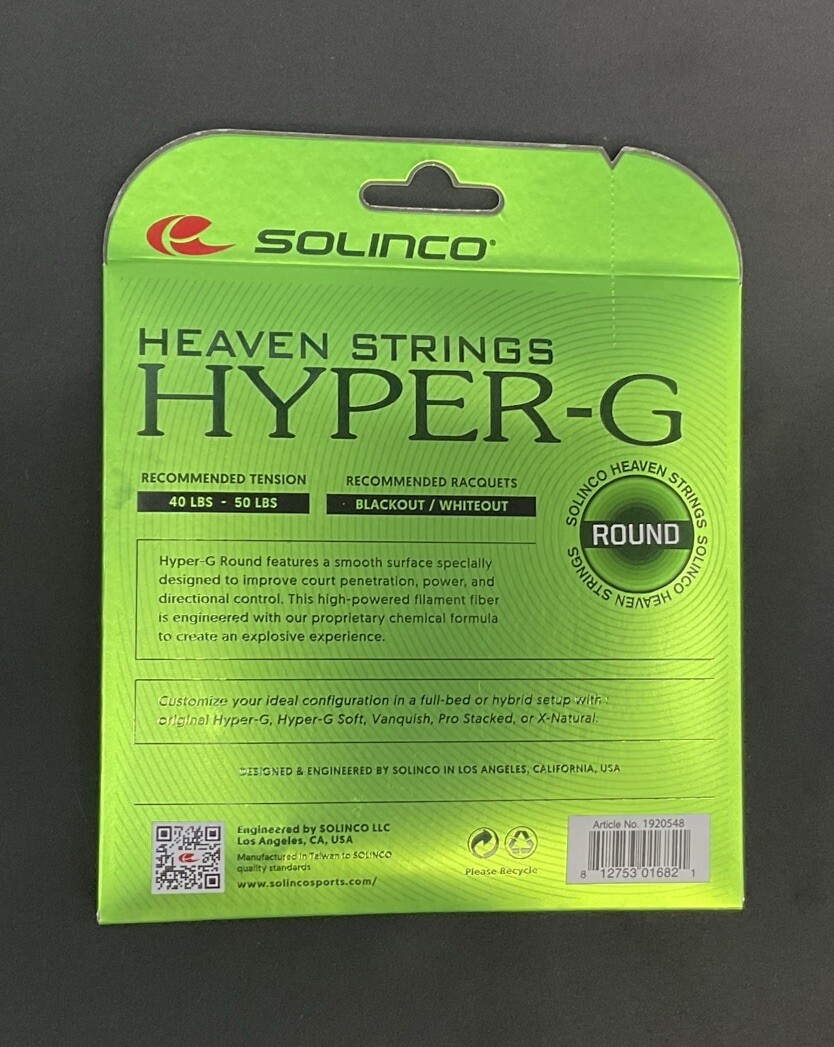 SOLINCO®
HEAVEN STRINGS
HYPER-G
RECOMMENDED TENSION
40 LBS - 50 LBS
RECOMMENDED RACQUETS
BLACKOUT / WHITEOUT
SOLINCO HEAVEN STRINGS SOLINCO HEAVEN STRINGS
ROUND
Hyper-G Round features a smooth surface specially
designed to improve court penetration, power, and
directional control. This high-powered filament fiber
is engineered with our proprietary chemical formula
to create an explosive experience.
Customize your ideal configuration in a full-bed or hybrid setup with:
original Hyper-G, Hyper-G Soft, Vanquish, Pro Stacked, or X-Natural.
DESIGNED & ENGINEERED BY SOLINCO IN LOS ANGELES, CALIFORNIA, USA
Engineered by SOLINCO LLC
Los Angeles, CA, USA
Manufactured in Taiwan to SOLINCO
quality standards
www.solincosports.com/
Please Recycle
Article No. 1920548
8 12753 01682 1